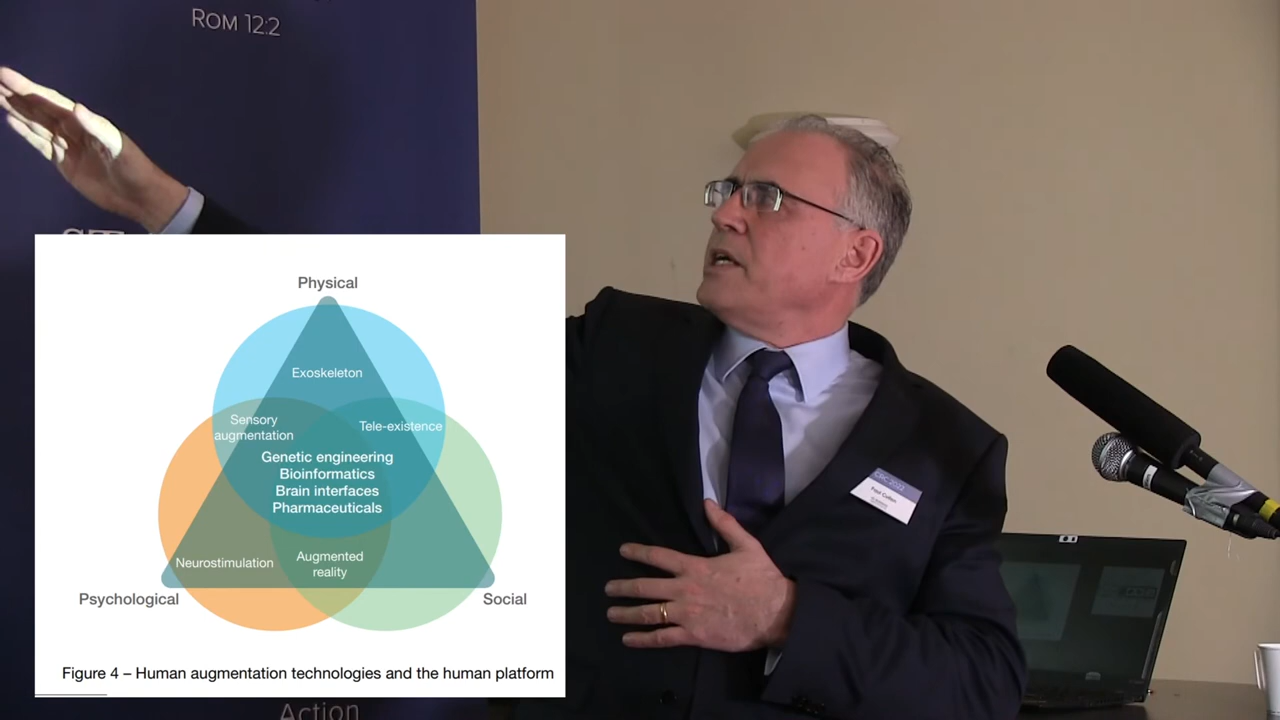 ROM 12:2
Physical
Exoskeleton
Sensory
augmentation
Tele-existence
Genetic engineering
Bioinformatics
Brain interfaces
Pharmaceuticals
Neurostimulation
Augmented
reality
Psychological
Social
Figure 4 – Human augmentation technologies and the human platform
Action